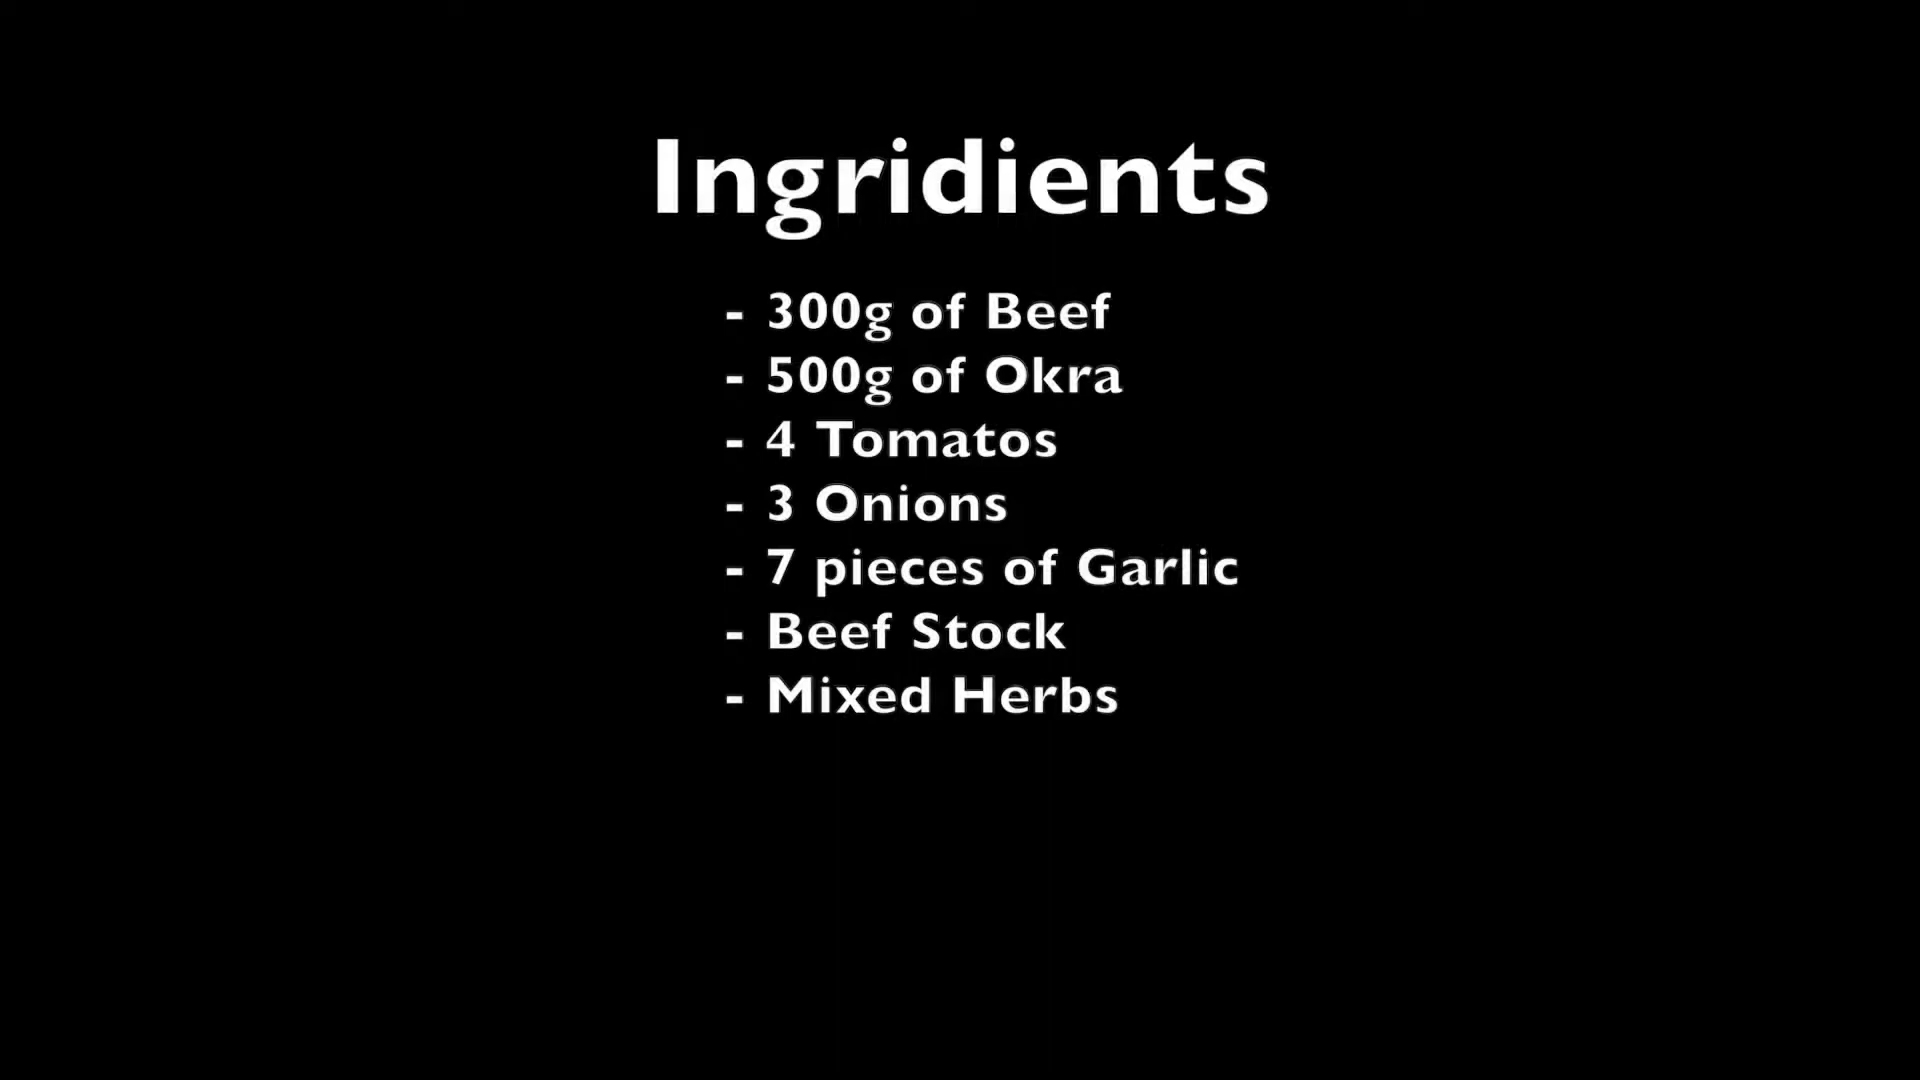 Ingridients
- 300g of Beef
- 500g of Okra
- 4 Tomatos
- 3 Onions
- 7 pieces of Garlic
- Beef Stock
- Mixed Herbs